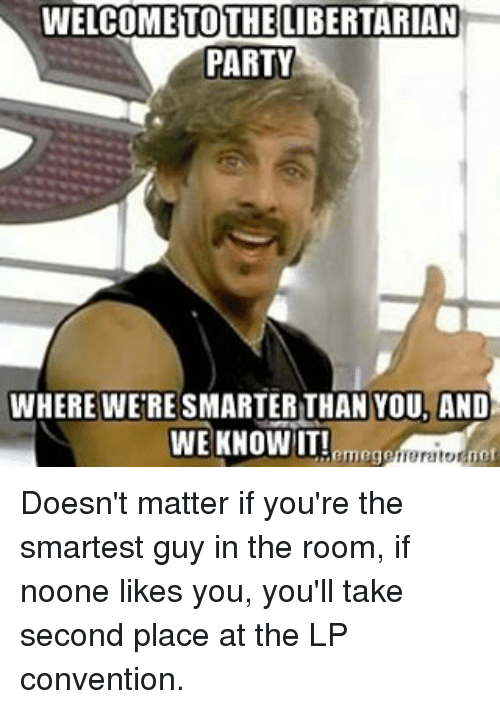 WELCOME TO THE LIBERTARIAN
PARTY
WHERE WE'RE SMARTER THAN YOU, AND
WE KNOW IT!
memegenerator.net
Doesn't matter if you're the
smartest guy in the room, if
noone likes you, you'll take
second place at the LP
convention.